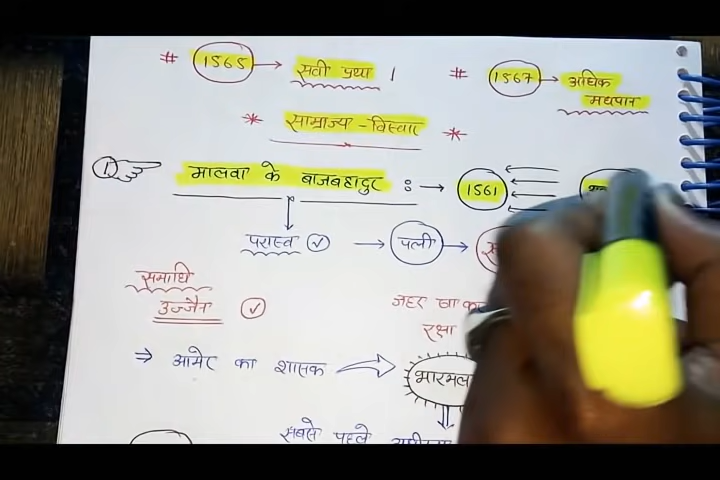 # 1565 → सती प्रथा । # 1567 → अधिक
मद्यपान
* साम्राज्य - विस्तार *
① मालवा के बाजबहादुर : → 1561
परास्त ✓ → पत्नी →
समाधि
उज्जैन ✓
जहर खा कर
रक्षा
⇒ आमेर का शासक ⇒ भारमल
सबसे पहले